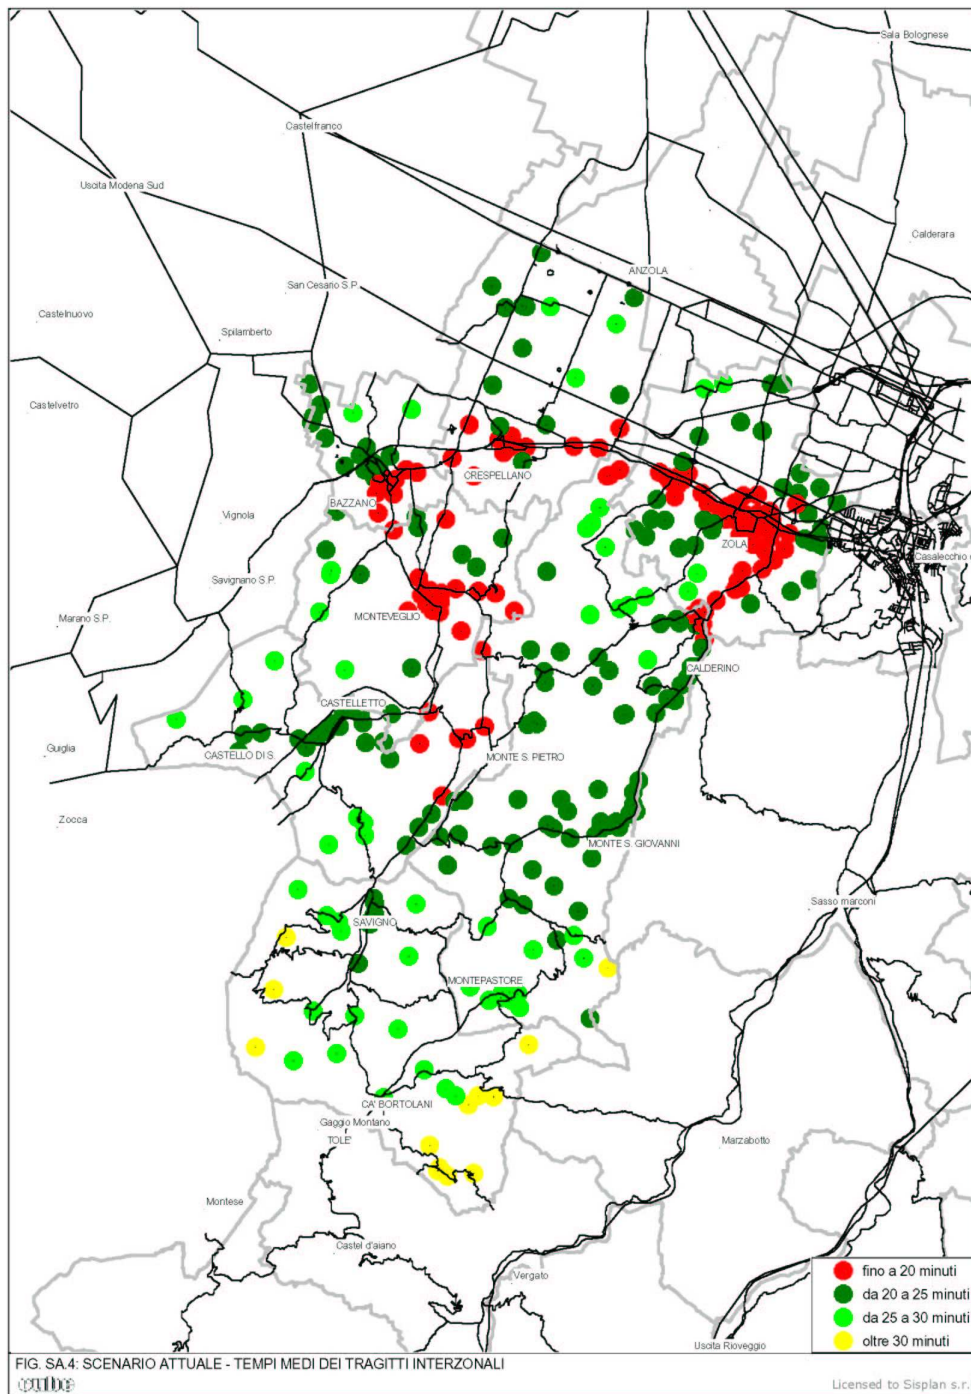 Sala Bolognese
Castelfranco
Uscita Modena Sud
Calderara
ANZOLA
San Cesario S.P.
Castelnuovo
Spilamberto
Castelvetro
CRESPELLANO
BAZZANO
Vignola
ZOLA
Casalecchio
Savignano S.P.
MONTEVEGLIO
Marano S.P.
CALDERINO
CASTELLETTO
Guiglia
CASTELLO DI S.
MONTE S. PIETRO
Zocca
MONTE S. GIOVANNI
Sasso marconi
SAVIGNO
MONTEPASTORE
CA' BORTOLANI
Gaggio Montano
TOLE'
Marzabotto
Montese
Castel d'aiano
Vergato
Uscita Rioveggio
fino a 20 minuti
da 20 a 25 minuti
da 25 a 30 minuti
oltre 30 minuti
FIG. SA.4: SCENARIO ATTUALE - TEMPI MEDI DEI TRAGITTI INTERZONALI
Licensed to Sisplan s.r.